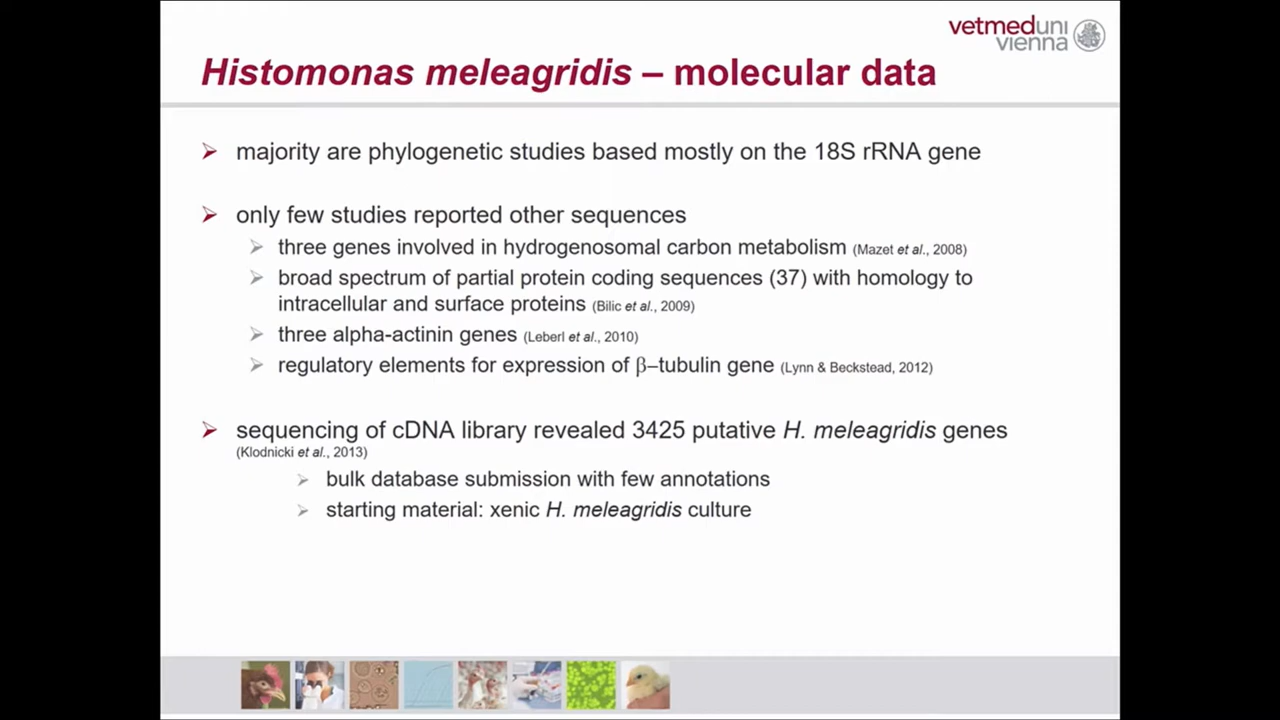 vetmeduni
vienna
Histomonas meleagridis – molecular data
majority are phylogenetic studies based mostly on the 18S rRNA gene
only few studies reported other sequences
three genes involved in hydrogenosomal carbon metabolism (Mazet et al., 2008)
broad spectrum of partial protein coding sequences (37) with homology to
intracellular and surface proteins (Bilic et al., 2009)
three alpha-actinin genes (Leberl et al., 2010)
regulatory elements for expression of β–tubulin gene (Lynn & Beckstead, 2012)
sequencing of cDNA library revealed 3425 putative H. meleagridis genes
(Klodnicki et al., 2013)
bulk database submission with few annotations
starting material: xenic H. meleagridis culture